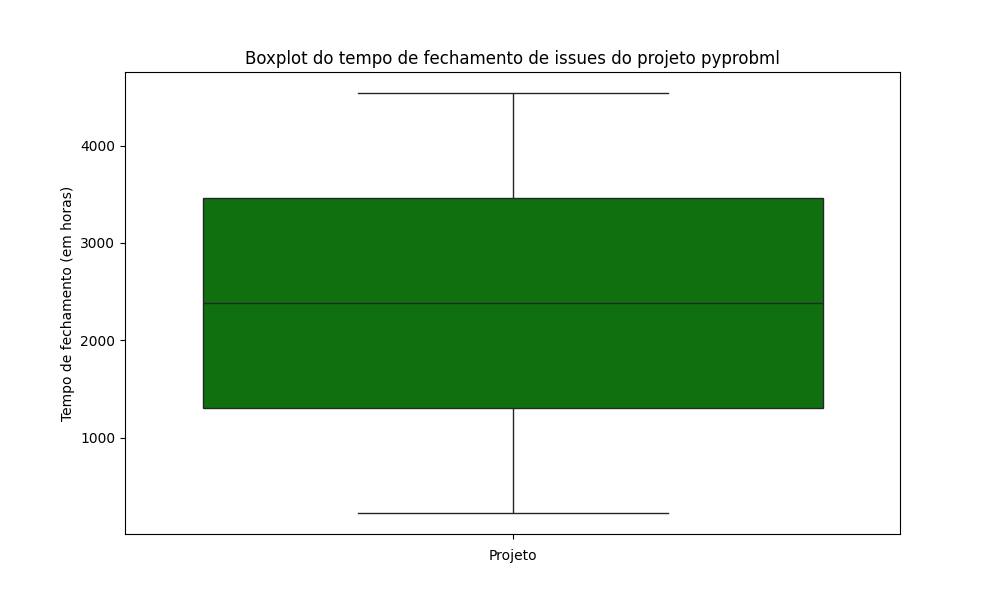 Boxplot do tempo de fechamento de issues do projeto pyprobml
Tempo de fechamento (em horas)
4000
3000
2000
1000
Projeto